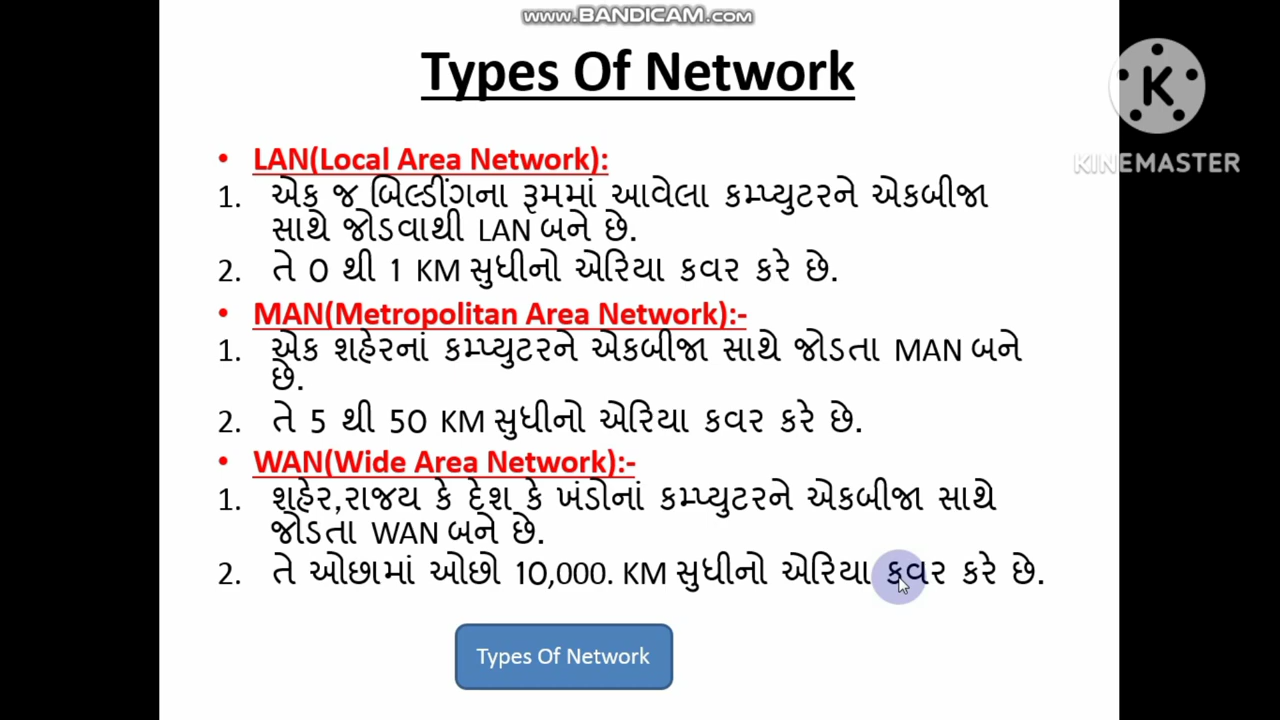 www.BANDICAM.com
Types Of Network
K
KINEMASTER
• LAN(Local Area Network):
1. એક જ બિલ્ડીંગના રૂમમાં આવેલા કમ્પ્યુટરને એકબીજા
સાથે જોડવાથી LAN બને છે.
2. તે 0 થી 1 KM સુધીનો એરિયા કવર કરે છે.
• MAN(Metropolitan Area Network):-
1. એક શહેરનાં કમ્પ્યુટરને એકબીજા સાથે જોડતા MAN બને
છે.
2. તે 5 થી 50 KM સુધીનો એરિયા કવર કરે છે.
• WAN(Wide Area Network):-
1. શહેર,રાજય કે દેશ કે ખંડોનાં કમ્પ્યુટરને એકબીજા સાથે
જોડતા WAN બને છે.
2. તે ઓછામાં ઓછો 10,000. KM સુધીનો એરિયા કવર કરે છે.
Types Of Network